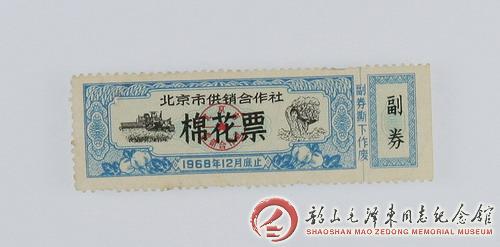 北京市供销合作社
棉花票
1968年12月底止
副券撕下作废
副券
韶山毛泽东同志纪念馆
SHAOSHAN MAO ZEDONG MEMORIAL MUSEUM